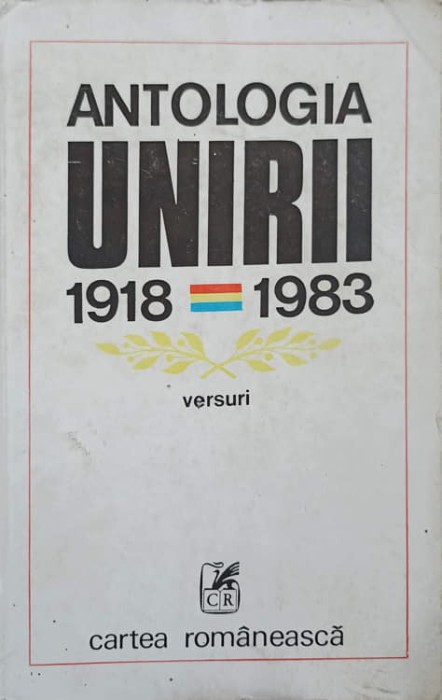 ANTOLOGIA
UNIRII
1918 1983
versuri
CR
cartea românească